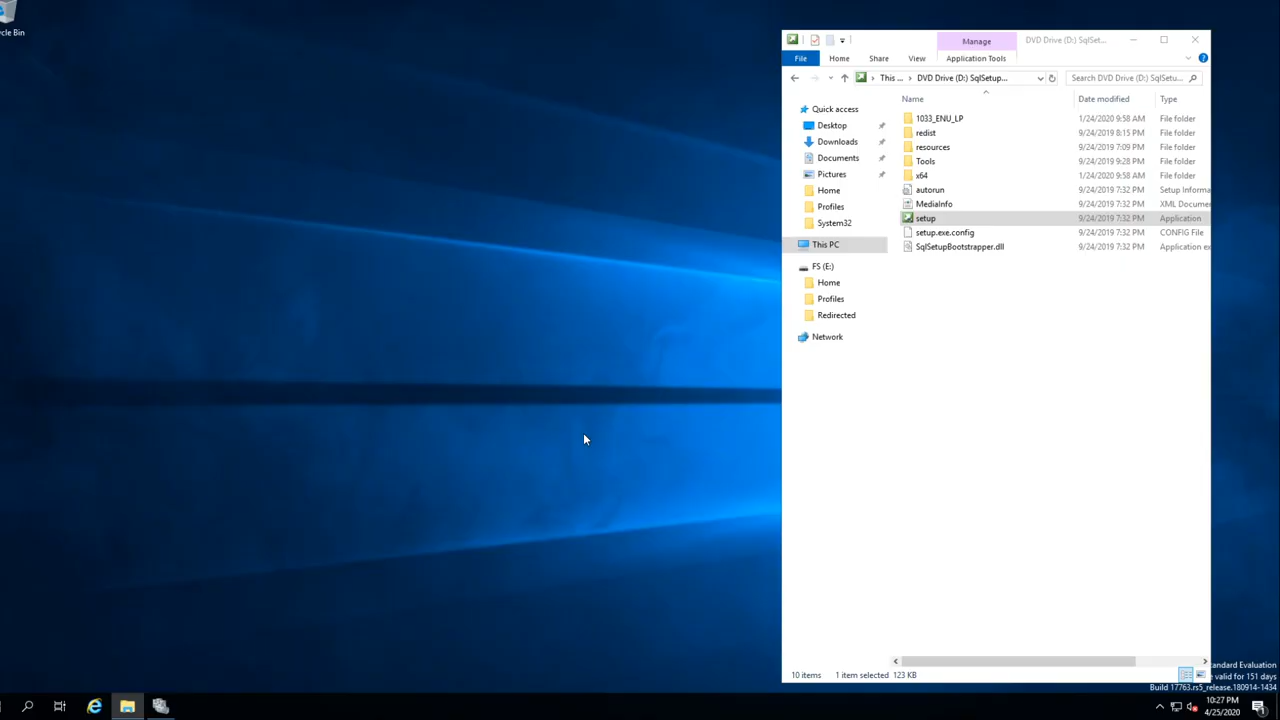 cle Bin
Manage
DVD Drive (D:) SqlSet...
File
Home
Share
View
Application Tools
This ...
DVD Drive (D:) SqlSetup...
Search DVD Drive (D:) SqlSetu...
Name
Date modified
Type
Quick access
Desktop
Downloads
Documents
Pictures
Home
Profiles
System32
This PC
FS (E:)
Home
Profiles
Redirected
Network
1033_ENU_LP 1/24/2020 9:58 AM File folder
redist 9/24/2019 8:15 PM File folder
resources 9/24/2019 7:09 PM File folder
Tools 9/24/2019 9:28 PM File folder
x64 1/24/2020 9:58 AM File folder
autorun 9/24/2019 7:32 PM Setup Informa
MediaInfo 9/24/2019 7:32 PM XML Docume
setup 9/24/2019 7:32 PM Application
setup.exe.config 9/24/2019 7:32 PM CONFIG File
SqlSetupBootstrapper.dll 9/24/2019 7:32 PM Application ex
10 items 1 item selected 123 KB
tandard Evaluation
e valid for 151 days
Build 17763.rs5_release.180914-1434
10:27 PM
4/25/2020
1